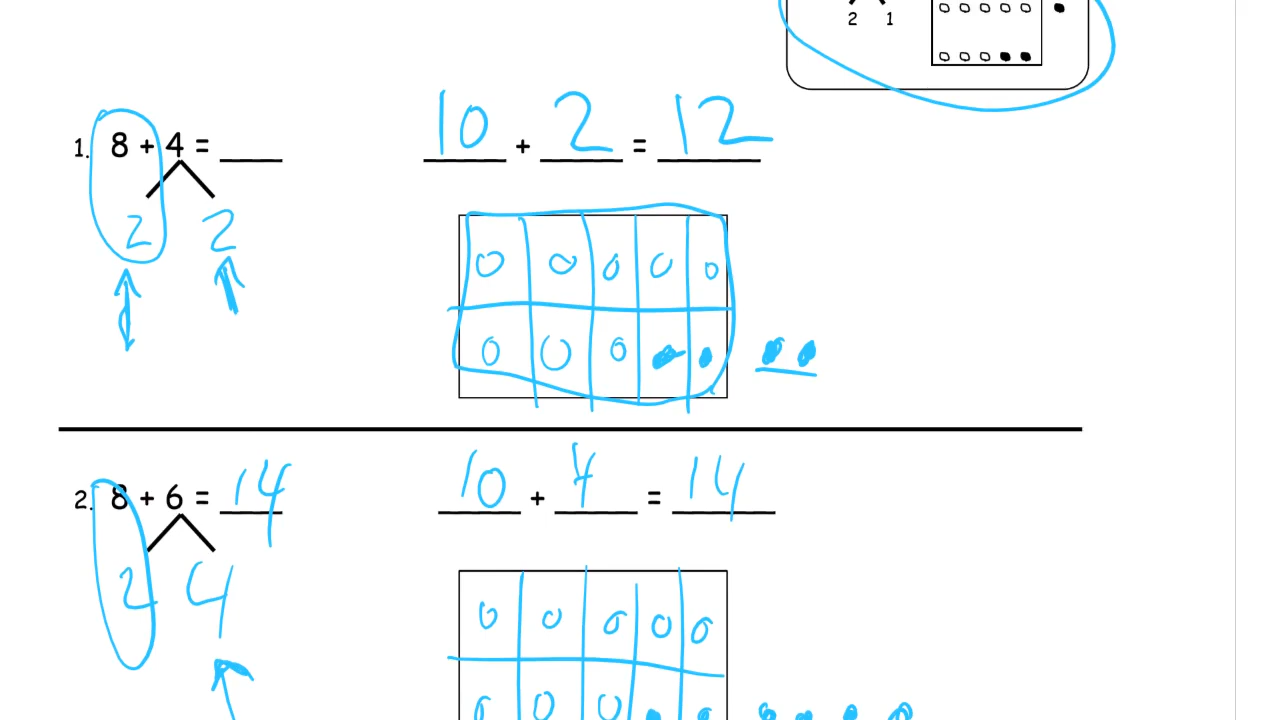 2 1
1. 8 + 4 = ____ 10 + 2 = 12
2 2
2. 8 + 6 = 14 10 + 4 = 14
2 4